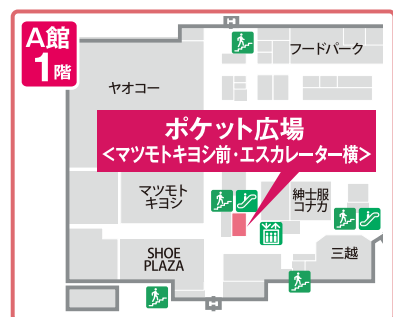 A館
1階
フードパーク
ヤオコー
ポケット広場
<マツモトキヨシ前・エスカレーター横>
マツモト
キヨシ
紳士服
コナカ
三越
SHOE
PLAZA